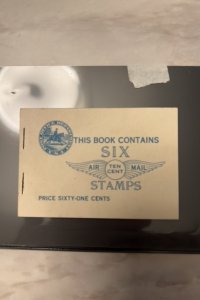 THIS BOOK CONTAINS
SIX
AIR TEN CENT MAIL
STAMPS
PRICE SIXTY-ONE CENTS